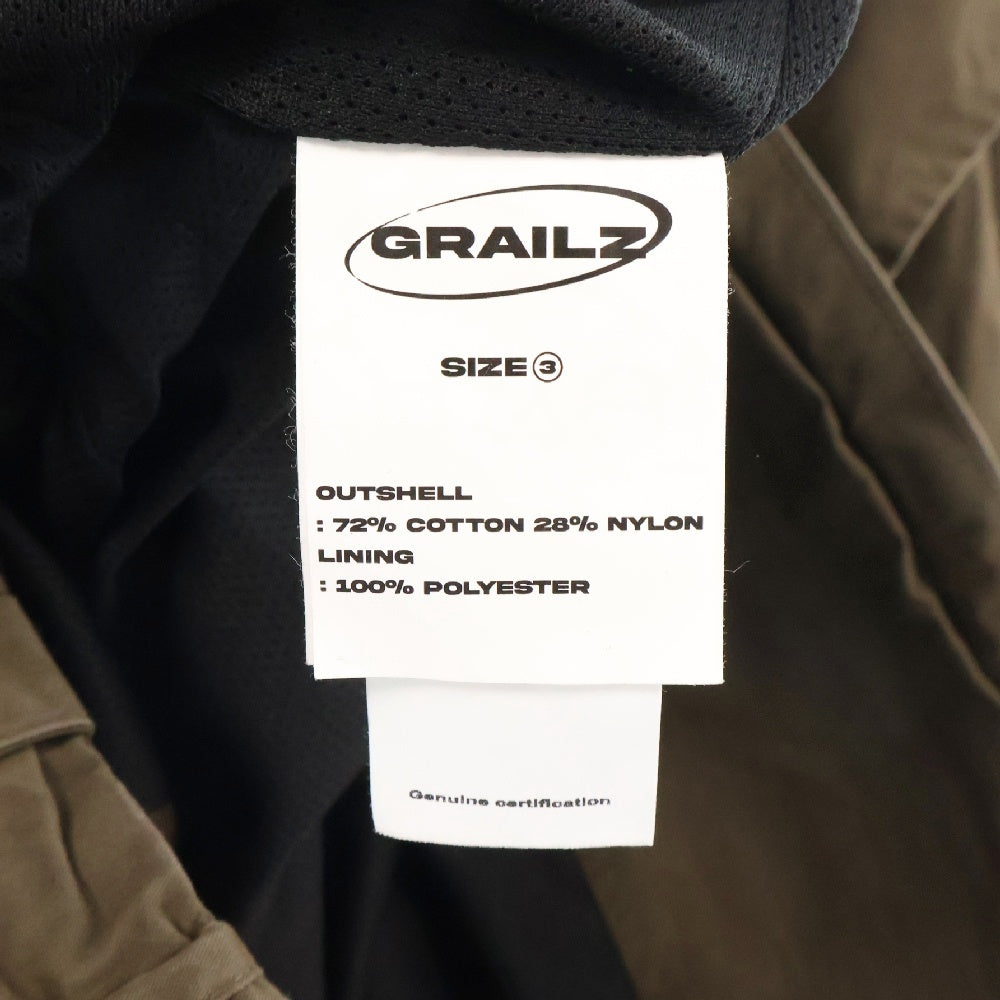 GRAILZ
SIZE ③
OUTSHELL
: 72% COTTON 28% NYLON
LINING
: 100% POLYESTER
Genuine certification